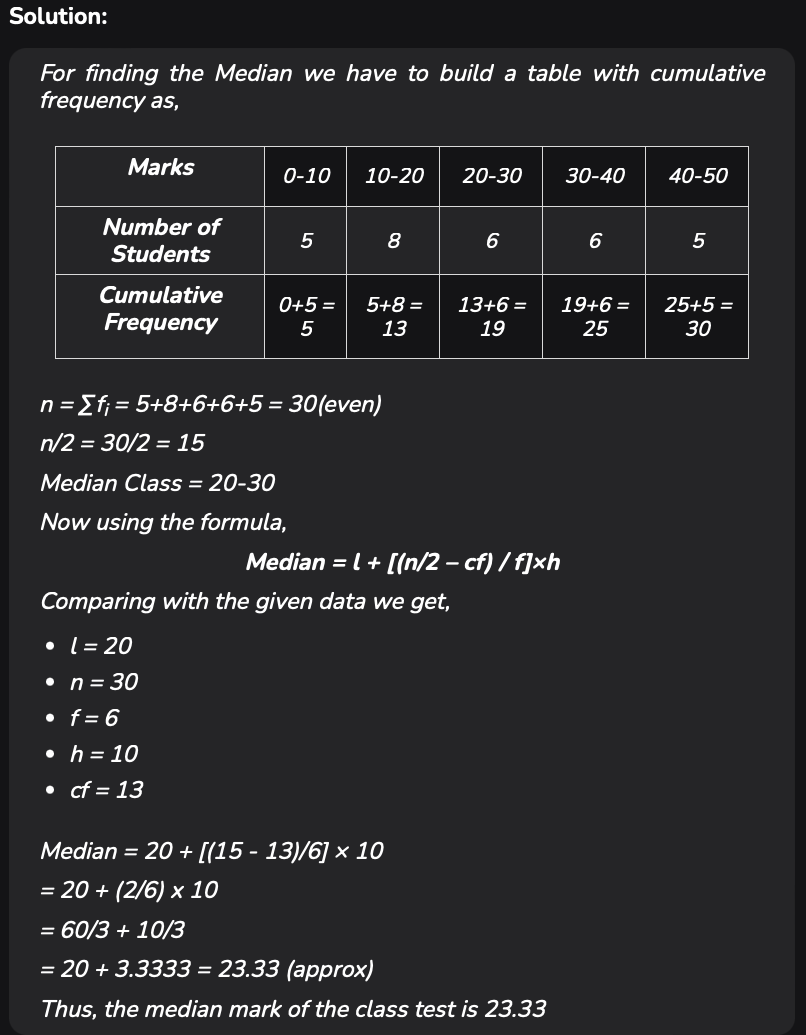 Solution:
For finding the Median we have to build a table with cumulative
frequency as,
Marks 0-10 10-20 20-30 30-40 40-50
Number of Students 5 8 6 6 5
Cumulative Frequency 0+5 = 5 5+8 = 13 13+6 = 19 19+6 = 25 25+5 = 30
n = ∑fᵢ = 5+8+6+6+5 = 30(even)
n/2 = 30/2 = 15
Median Class = 20-30
Now using the formula,
Median = l + [(n/2 – cf) / f]×h
Comparing with the given data we get,
• l = 20
• n = 30
• f = 6
• h = 10
• cf = 13
Median = 20 + [(15 - 13)/6] × 10
= 20 + (2/6) x 10
= 60/3 + 10/3
= 20 + 3.3333 = 23.33 (approx)
Thus, the median mark of the class test is 23.33